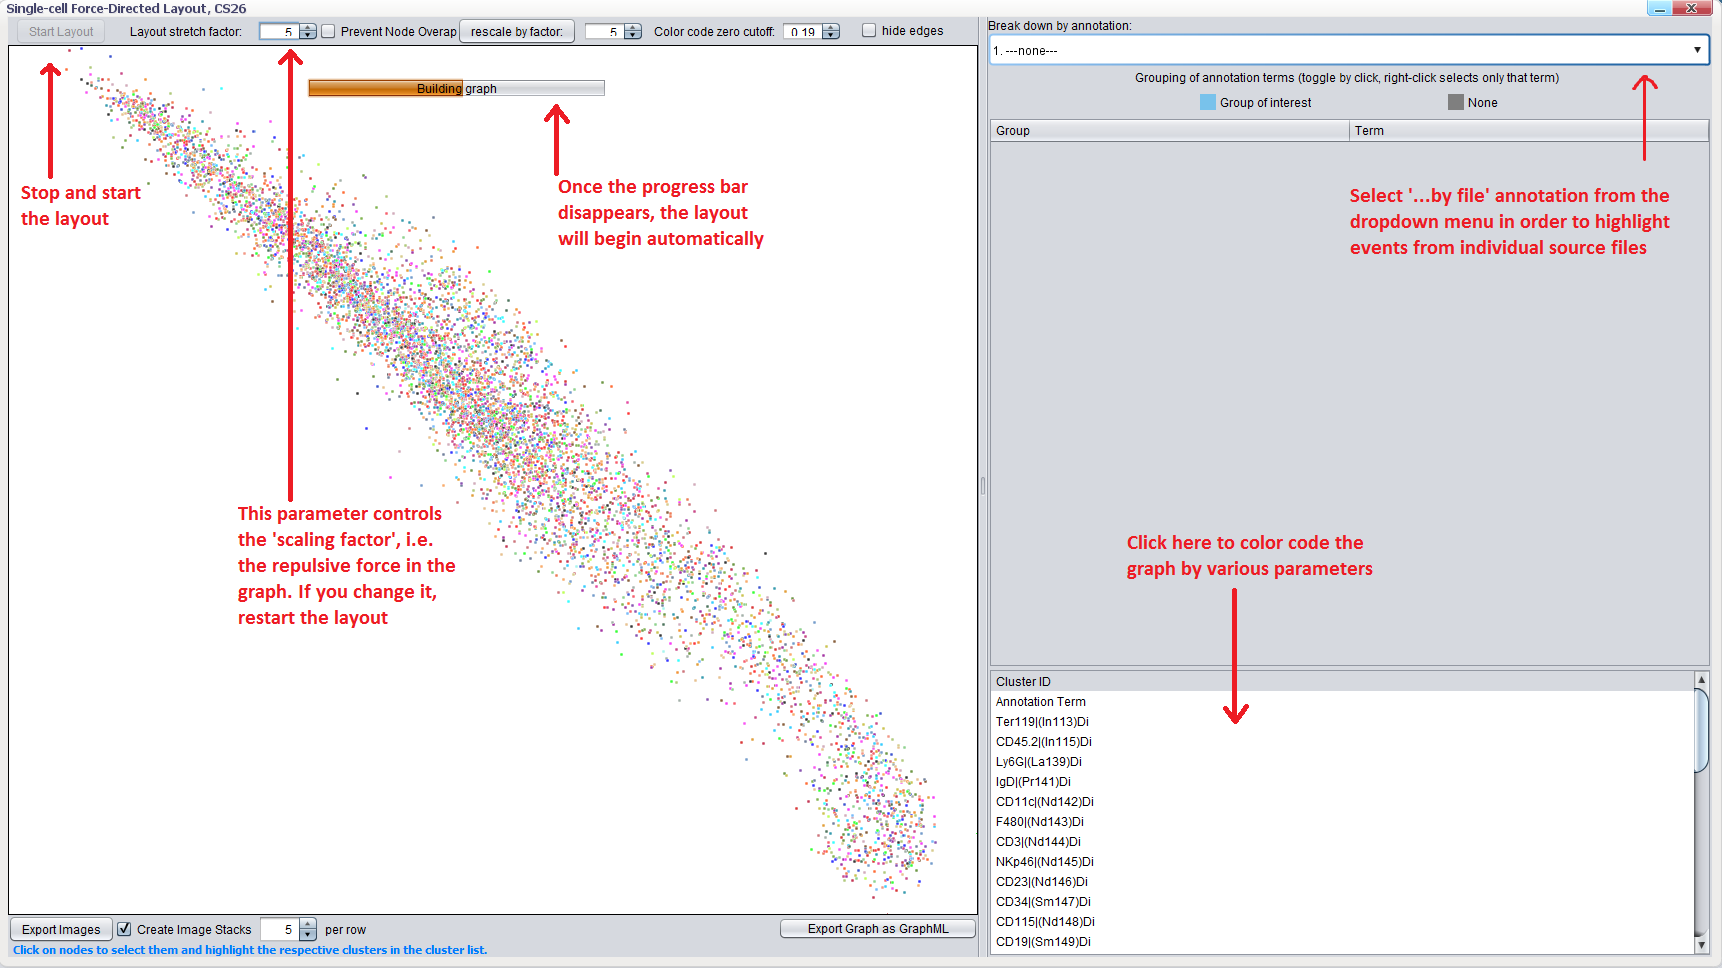 Single-cell Force-Directed Layout, CS26
Start Layout
Layout stretch factor:
5
Prevent Node Overap
rescale by factor:
5
Color code zero cutoff:
0.19
hide edges
Building graph
Stop and start
the layout
Once the progress bar
disappears, the layout
will begin automatically
This parameter controls
the 'scaling factor', i.e.
the repulsive force in the
graph. If you change it,
restart the layout
Export Images
Create Image Stacks
5
per row
Export Graph as GraphML
Click on nodes to select them and highlight the respective clusters in the cluster list.
Break down by annotation:
1. ---none---
Grouping of annotation terms (toggle by click, right-click selects only that term)
Group of interest
None
Group
Term
Select '...by file' annotation from the
dropdown menu in order to highlight
events from individual source files
Click here to color code the
graph by various parameters
Cluster ID
Annotation Term
Ter119|(In113)Di
CD45.2|(In115)Di
Ly6G|(La139)Di
IgD|(Pr141)Di
CD11c|(Nd142)Di
F480|(Nd143)Di
CD3|(Nd144)Di
NKp46|(Nd145)Di
CD23|(Nd146)Di
CD34|(Sm147)Di
CD115|(Nd148)Di
CD19|(Sm149)Di